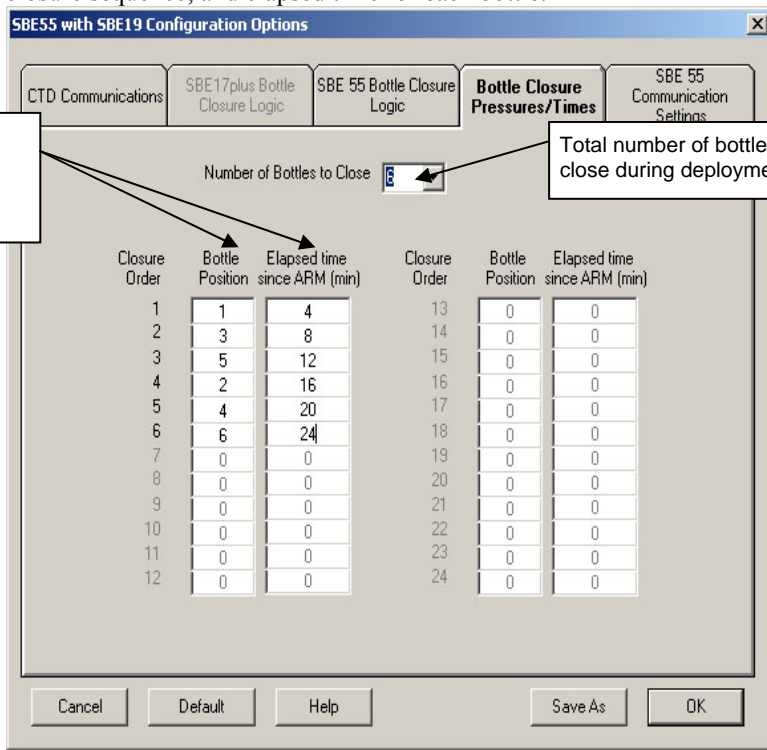 SBE55 with SBE19 Configuration Options
CTD Communications
SBE17plus Bottle
Closure Logic
SBE 55 Bottle Closure
Logic
Bottle Closure
Pressures/Times
SBE 55
Communication
Settings
Total number of bottle
close during deployme
Number of Bottles to Close 6
Closure Order Bottle Position Elapsed time since ARM (min)
1 1 4
2 3 8
3 5 12
4 2 16
5 4 20
6 6 24
7 0 0
8 0 0
9 0 0
10 0 0
11 0 0
12 0 0
Closure Order Bottle Position Elapsed time since ARM (min)
13 0 0
14 0 0
15 0 0
16 0 0
17 0 0
18 0 0
19 0 0
20 0 0
21 0 0
22 0 0
23 0 0
24 0 0
Cancel Default Help Save As OK